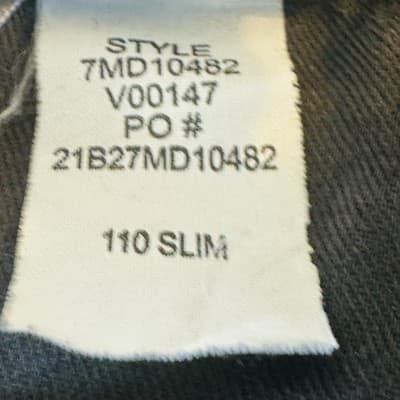 STYLE
7MD10482
V00147
PO #
21B27MD10482
110 SLIM